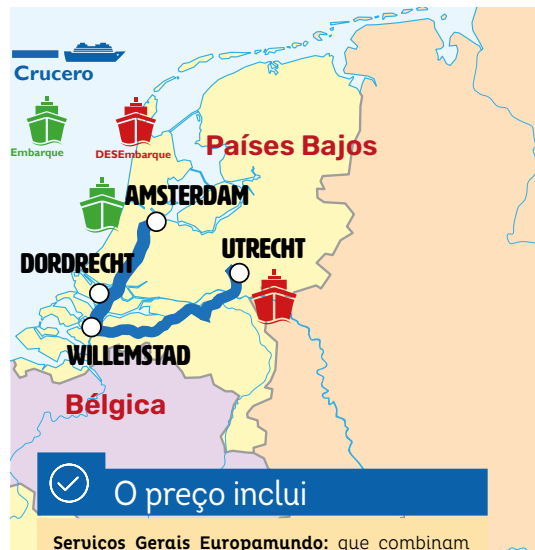 Crucero
Embarque
DESEmbarque
Países Bajos
AMSTERDAM
UTRECHT
DORDRECHT
WILLEMSTAD
Bélgica
O preço inclui
Serviços Gerais Europamundo: que combinam